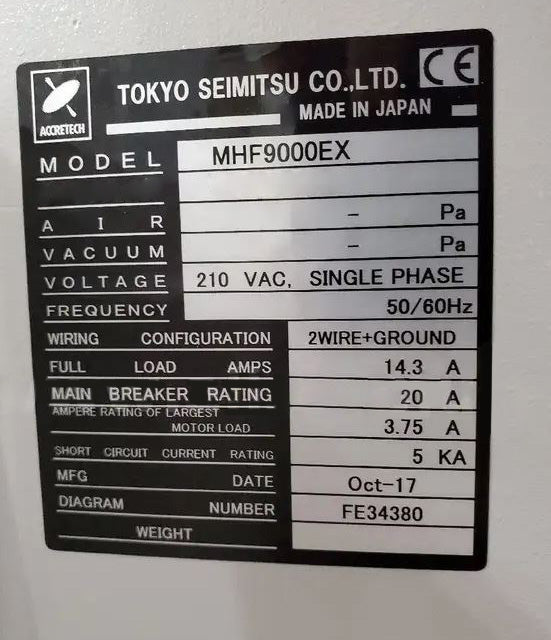 ACCRETECH
TOKYO SEIMITSU CO.,LTD. CE
MADE IN JAPAN
MODEL MHF9000EX
AIR - Pa
VACUUM - Pa
VOLTAGE 210 VAC, SINGLE PHASE
FREQUENCY 50/60Hz
WIRING CONFIGURATION 2WIRE+GROUND
FULL LOAD AMPS 14.3 A
MAIN BREAKER RATING 20 A
AMPERE RATING OF LARGEST
MOTOR LOAD 3.75 A
SHORT CIRCUIT CURRENT RATING 5 KA
MFG DATE Oct-17
DIAGRAM NUMBER FE34380
WEIGHT